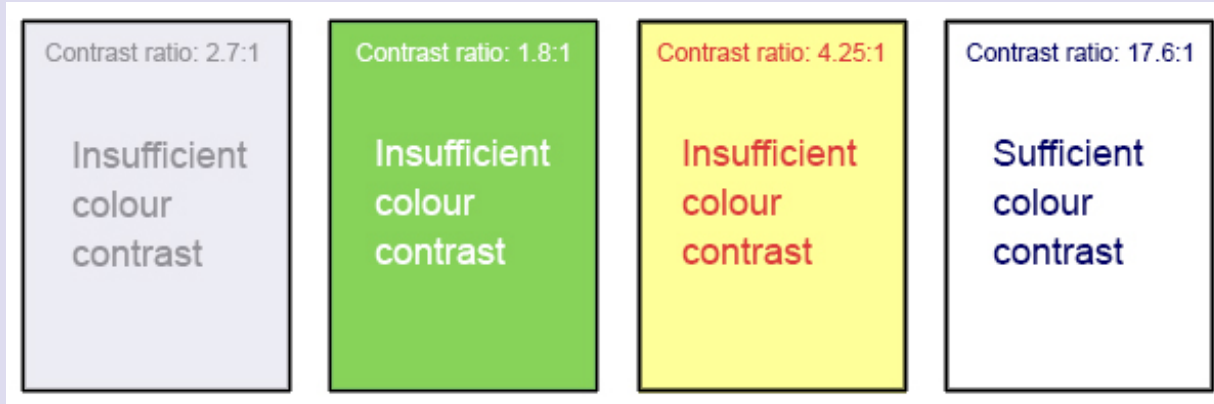 Contrast ratio: 2.7:1
Insufficient
colour
contrast
Contrast ratio: 1.8:1
Insufficient
colour
contrast
Contrast ratio: 4.25:1
Insufficient
colour
contrast
Contrast ratio: 17.6:1
Sufficient
colour
contrast